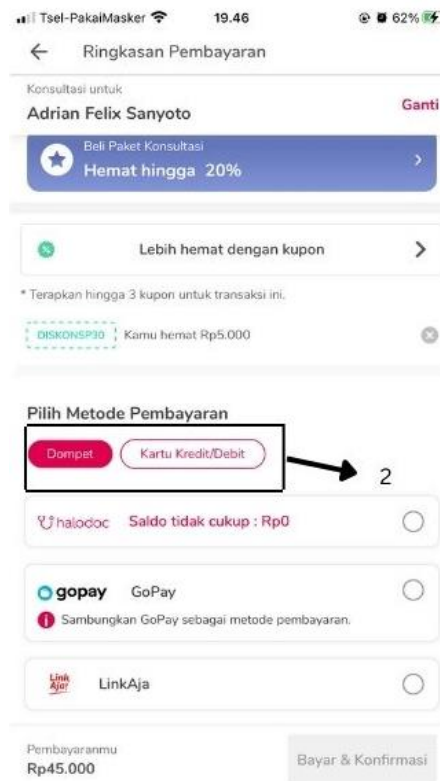 Tsel-PakaiMasker 19.46 62%
Ringkasan Pembayaran
Konsultasi untuk
Adrian Felix Sanyoto Ganti
Beli Paket Konsultasi
Hemat hingga 20%
Lebih hemat dengan kupon
* Terapkan hingga 3 kupon untuk transaksi ini.
DISKONSP30 Kamu hemat Rp5.000
Pilih Metode Pembayaran
Dompet Kartu Kredit/Debit
2
halodoc Saldo tidak cukup : Rp0
gopay GoPay
Sambungkan GoPay sebagai metode pembayaran.
LinkAja! LinkAja
Pembayaranmu
Rp45.000 Bayar & Konfirmasi